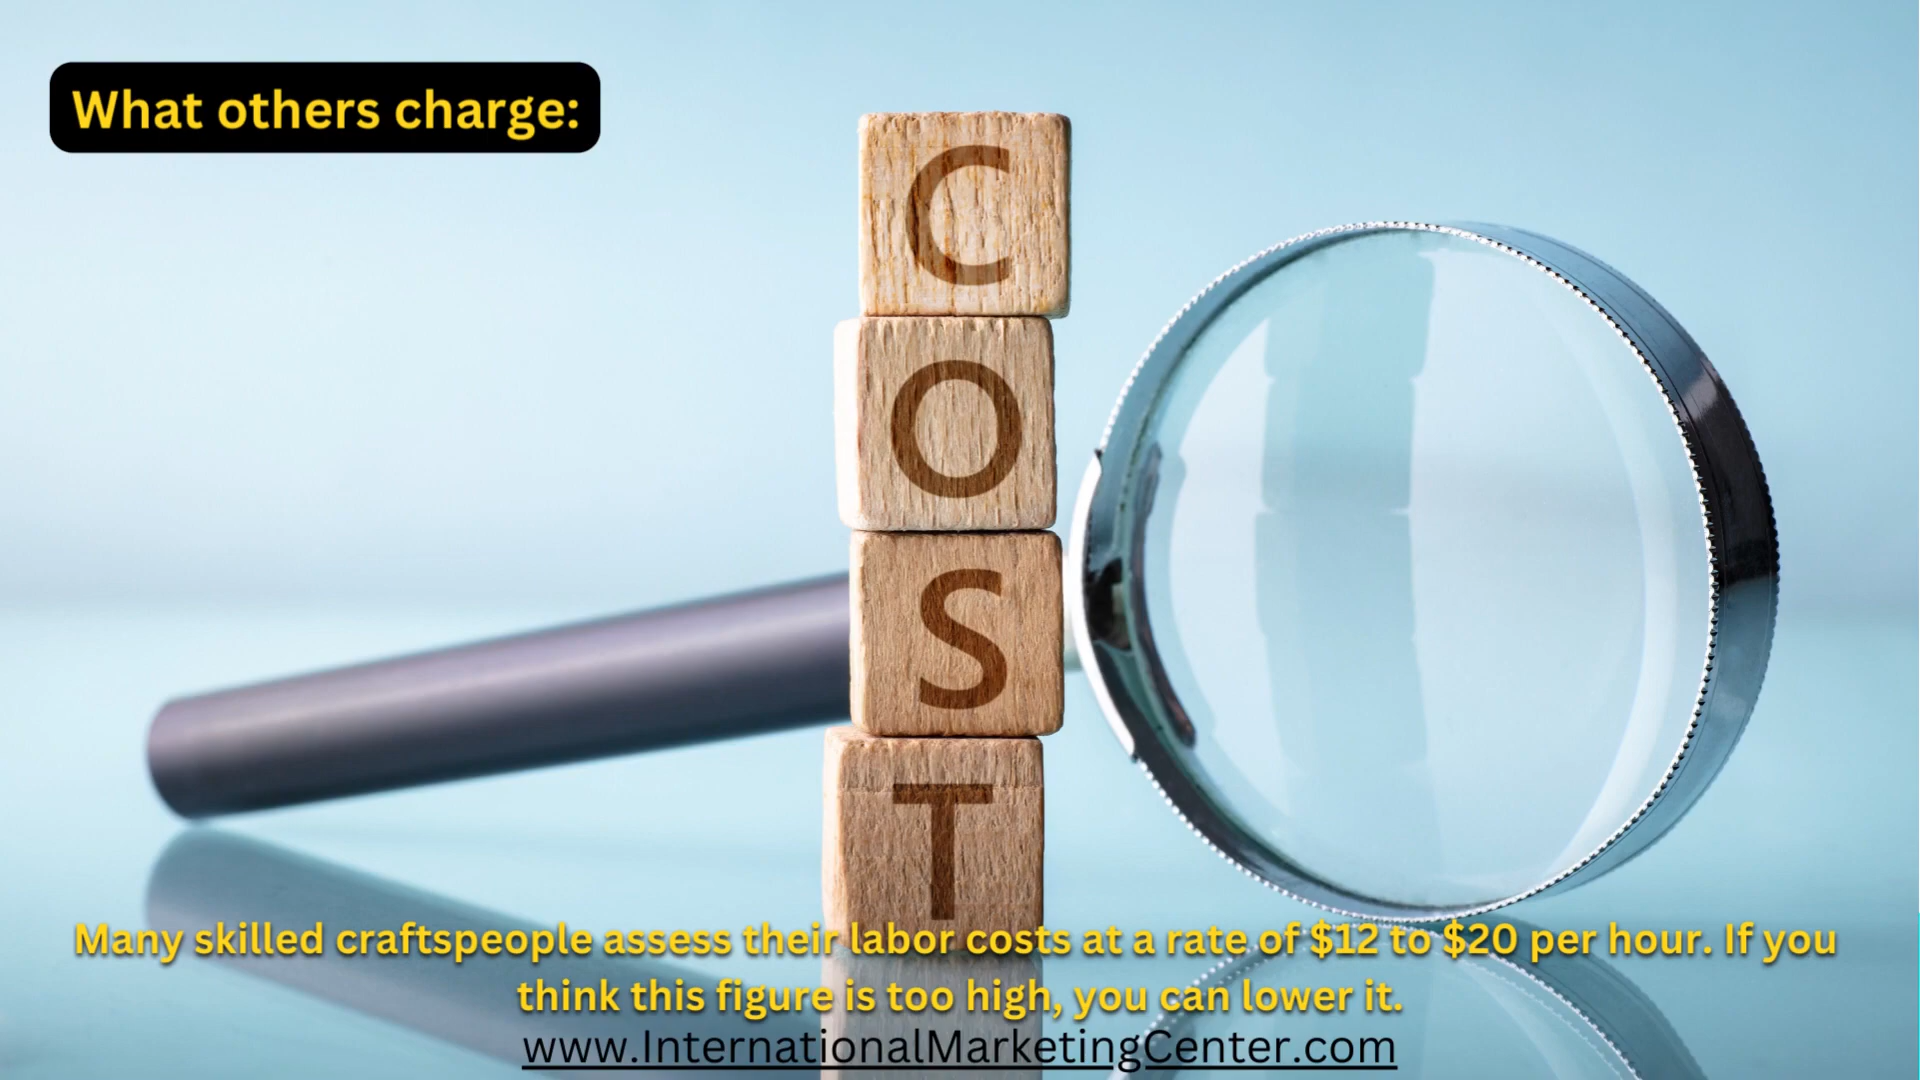 What others charge:
C
O
S
T
Many skilled craftspeople assess their labor costs at a rate of $12 to $20 per hour. If you
think this figure is too high, you can lower it.
www.InternationalMarketingCenter.com